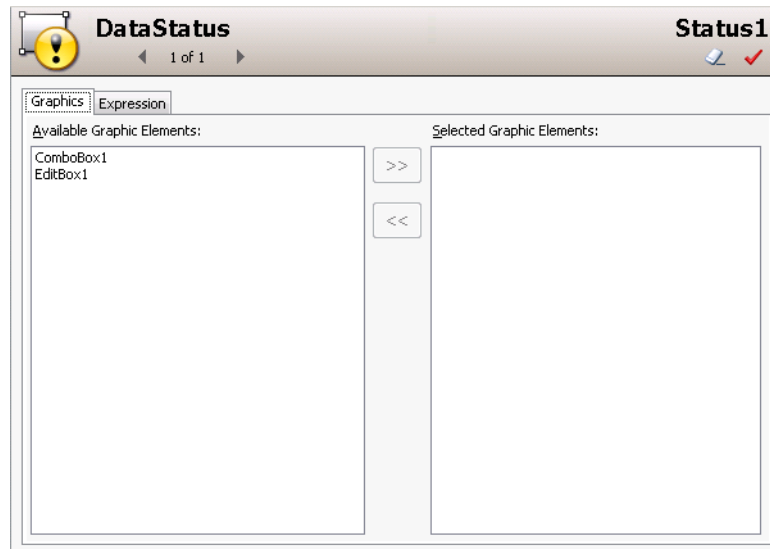 DataStatus
Status1
1 of 1
Graphics
Expression
Available Graphic Elements:
Selected Graphic Elements:
ComboBox1
EditBox1
>>
<<